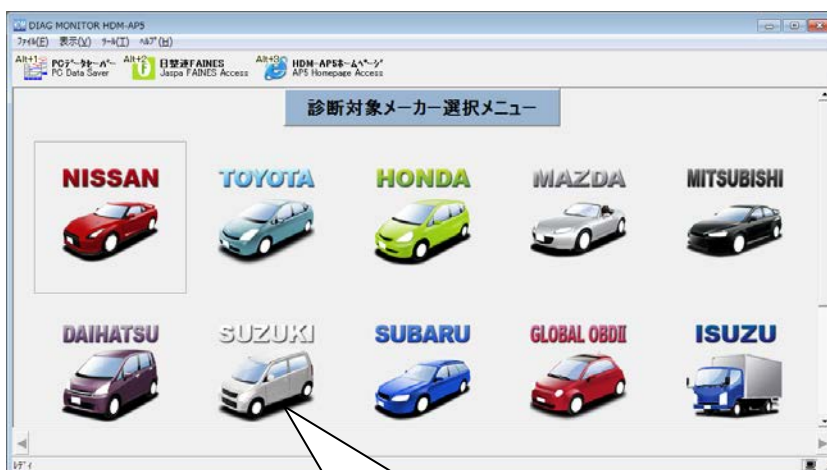 DIAG MONITOR HDM-AP5
ファイル(F) 表示(V) ツール(T) ヘルプ(H)
Alt+1 PCデータセーバー Alt+2 日整連FAINES Alt+3 HDM-AP5ホームページ
PC Data Saver Jaspa FAINES Access AP5 Homepage Access
診断対象メーカー選択メニュー
NISSAN TOYOTA HONDA MAZDA MITSUBISHI
DAIHATSU SUZUKI SUBARU GLOBAL OBDII ISUZU
レディ